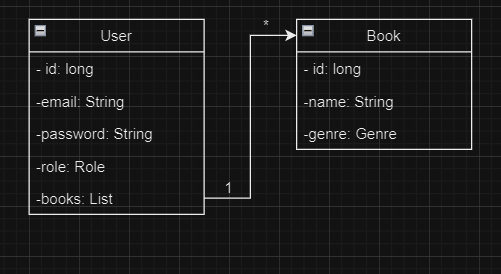 User
- id: long
-email: String
-password: String
-role: Role
-books: List
1
*
Book
- id: long
-name: String
-genre: Genre